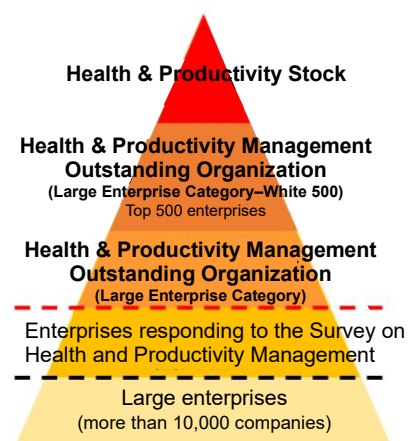 Health & Productivity Stock
Health & Productivity Management
Outstanding Organization
(Large Enterprise Category–White 500)
Top 500 enterprises
Health & Productivity Management
Outstanding Organization
(Large Enterprise Category)
Enterprises responding to the Survey on
Health and Productivity Management
Large enterprises
(more than 10,000 companies)